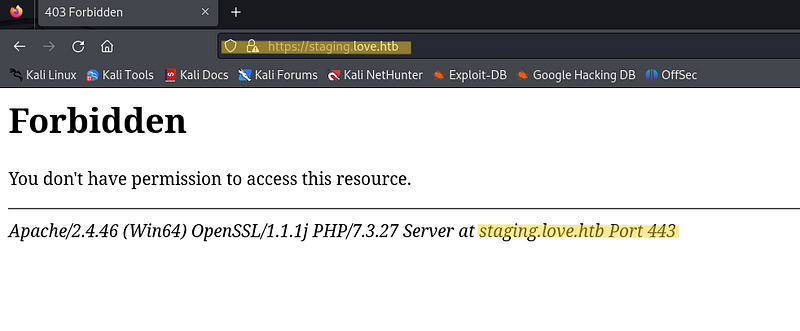 403 Forbidden
https://staging.love.htb
Kali Linux Kali Tools Kali Docs Kali Forums Kali NetHunter Exploit-DB Google Hacking DB OffSec
Forbidden
You don't have permission to access this resource.
Apache/2.4.46 (Win64) OpenSSL/1.1.1j PHP/7.3.27 Server at staging.love.htb Port 443